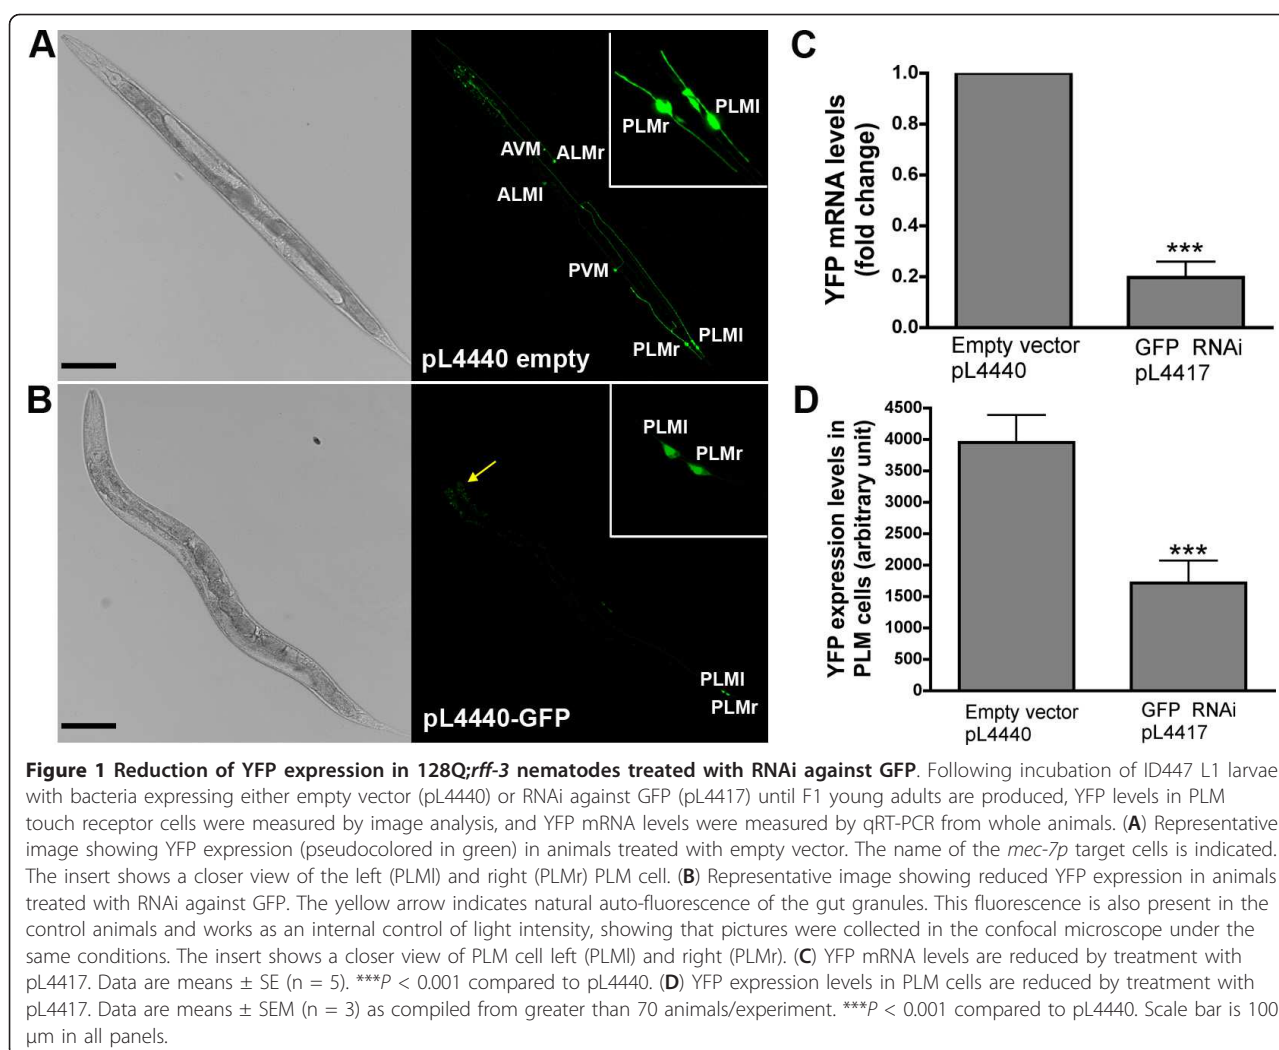 A
PLMr
PLMl
AVM
ALMr
ALMl
PVM
PLMl
PLMr
pL4440 empty
B
PLMl
PLMr
PLMl
PLMr
pL4440-GFP
C
YFP mRNA levels
(fold change)
1.0
0.8
0.6
0.4
0.2
0.0
***
Empty vector
pL4440
GFP RNAi
pL4417
D
YFP expression levels in
PLM cells (arbitrary unit)
4500
4000
3500
3000
2500
2000
1500
1000
500
0
***
Empty vector
pL4440
GFP RNAi
pL4417
Figure 1 Reduction of YFP expression in 128Q;rff-3 nematodes treated with RNAi against GFP. Following incubation of ID447 L1 larvae
with bacteria expressing either empty vector (pL4440) or RNAi against GFP (pL4417) until F1 young adults are produced, YFP levels in PLM
touch receptor cells were measured by image analysis, and YFP mRNA levels were measured by qRT-PCR from whole animals. (A) Representative
image showing YFP expression (pseudocolored in green) in animals treated with empty vector. The name of the mec-7p target cells is indicated.
The insert shows a closer view of the left (PLMl) and right (PLMr) PLM cell. (B) Representative image showing reduced YFP expression in animals
treated with RNAi against GFP. The yellow arrow indicates natural auto-fluorescence of the gut granules. This fluorescence is also present in the
control animals and works as an internal control of light intensity, showing that pictures were collected in the confocal microscope under the
same conditions. The insert shows a closer view of PLM cell left (PLMl) and right (PLMr). (C) YFP mRNA levels are reduced by treatment with
pL4417. Data are means ± SE (n = 5). ***P < 0.001 compared to pL4440. (D) YFP expression levels in PLM cells are reduced by treatment with
pL4417. Data are means ± SEM (n = 3) as compiled from greater than 70 animals/experiment. ***P < 0.001 compared to pL4440. Scale bar is 100
μm in all panels.